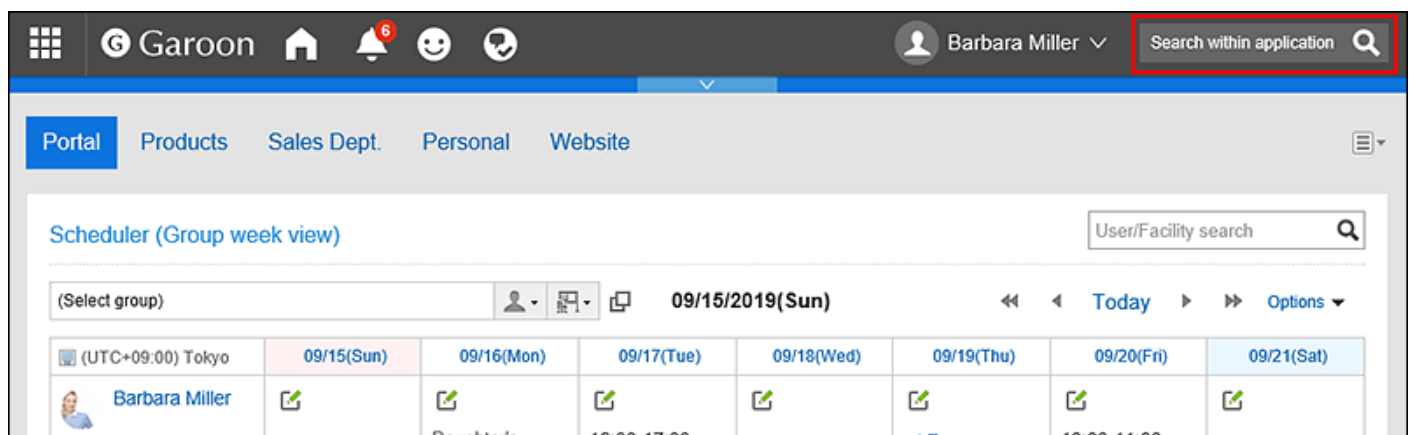 G Garoon 6 Barbara Miller Search within application
Portal Products Sales Dept. Personal Website
Scheduler (Group week view) User/Facility search
(Select group) 09/15/2019(Sun) Today Options
(UTC+09:00) Tokyo 09/15(Sun) 09/16(Mon) 09/17(Tue) 09/18(Wed) 09/19(Thu) 09/20(Fri) 09/21(Sat)
Barbara Miller